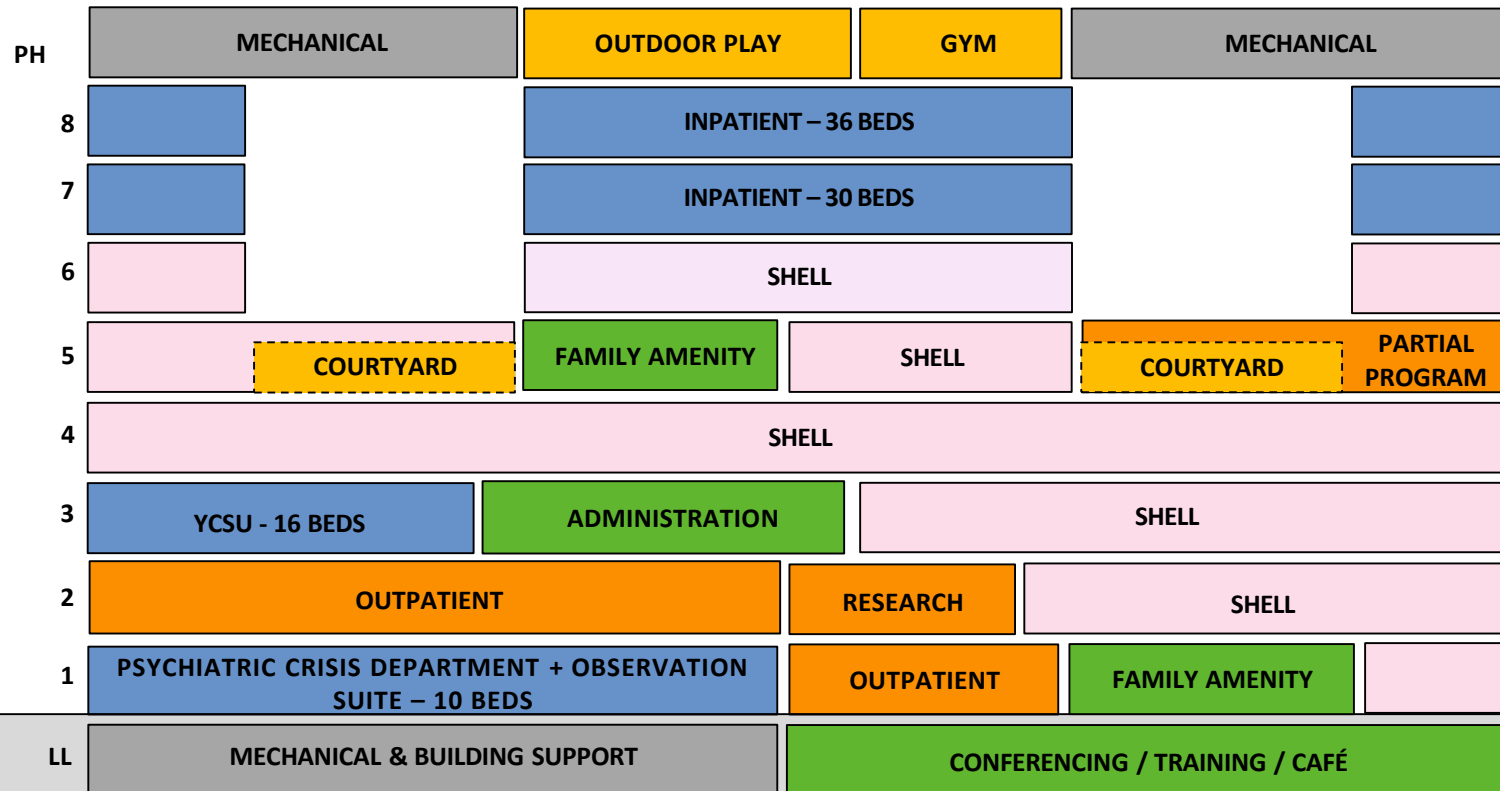 PH
MECHANICAL
OUTDOOR PLAY
GYM
MECHANICAL
8
INPATIENT – 36 BEDS
7
INPATIENT – 30 BEDS
6
SHELL
5
COURTYARD
FAMILY AMENITY
SHELL
COURTYARD
PARTIAL
PROGRAM
4
SHELL
3
YCSU - 16 BEDS
ADMINISTRATION
SHELL
2
OUTPATIENT
RESEARCH
SHELL
1
PSYCHIATRIC CRISIS DEPARTMENT + OBSERVATION
SUITE – 10 BEDS
OUTPATIENT
FAMILY AMENITY
LL
MECHANICAL & BUILDING SUPPORT
CONFERENCING / TRAINING / CAFÉ